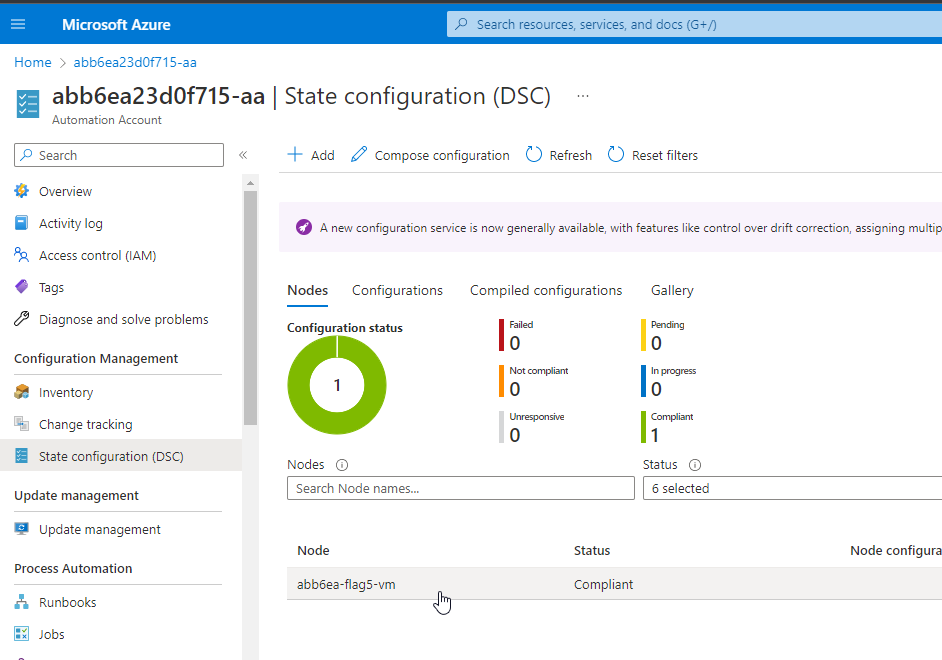 Microsoft Azure
Search resources, services, and docs (G+/)
Home > abb6ea23d0f715-aa
abb6ea23d0f715-aa | State configuration (DSC) ...
Automation Account
Search
«
Add
Compose configuration
Refresh
Reset filters
Overview
Activity log
Access control (IAM)
Tags
Diagnose and solve problems
Configuration Management
Inventory
Change tracking
State configuration (DSC)
Update management
Update management
Process Automation
Runbooks
Jobs
A new configuration service is now generally available, with features like control over drift correction, assigning multip
Nodes
Configurations
Compiled configurations
Gallery
Configuration status
1
Failed
0
Pending
0
Not compliant
0
In progress
0
Unresponsive
0
Compliant
1
Nodes
Search Node names...
Status
6 selected
Node
Status
Node configura
abb6ea-flag5-vm
Compliant